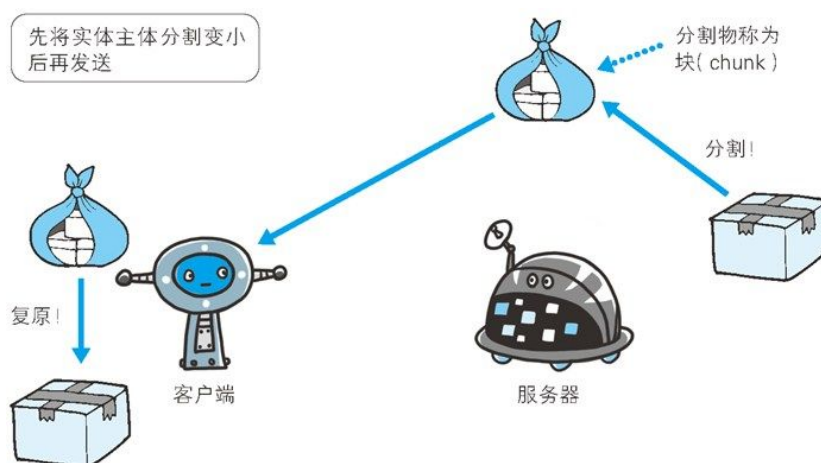 先将实体主体分割变小
后再发送
分割物称为
块( chunk )
分割!
复原!
客户端
服务器